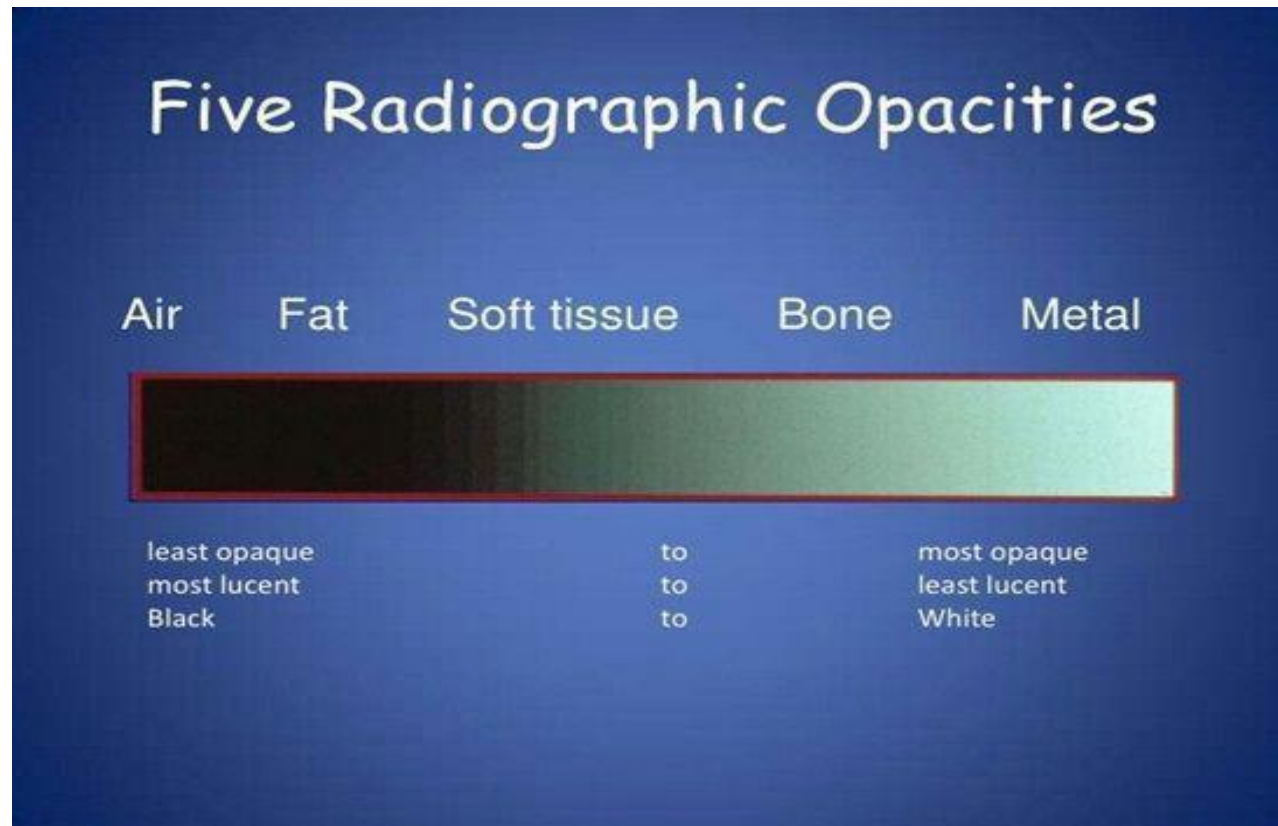 Five Radiographic Opacities
Air Fat Soft tissue Bone Metal
least opaque to most opaque
most lucent to least lucent
Black to White